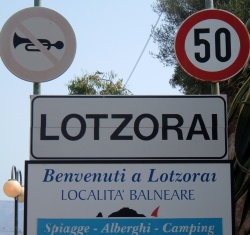 50
LOTZORAI
Benvenuti a Lotzorai
LOCALITA' BALNEARE
Spiagge - Alberghi - Camping